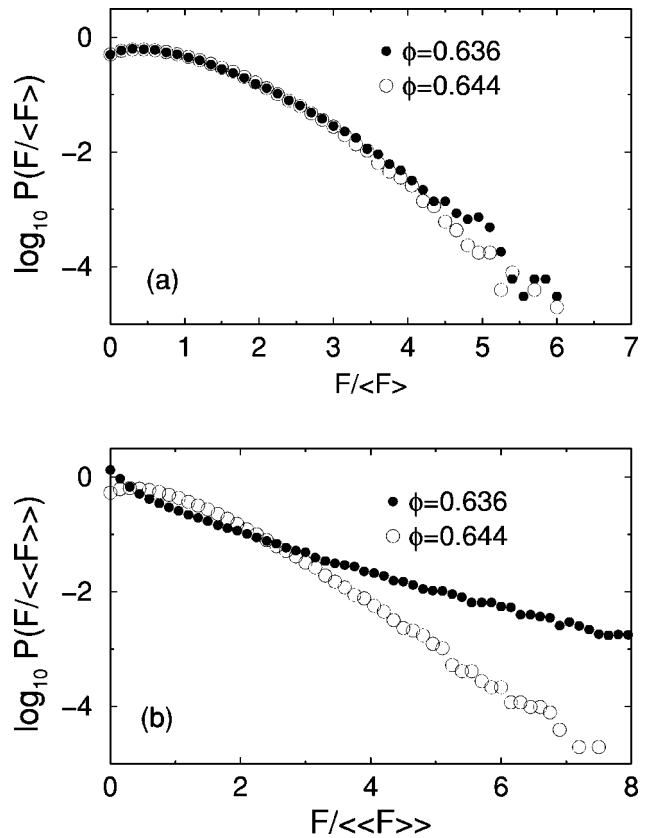 0
−2
−4
log₁₀ P(F/<F>)
ϕ=0.636
ϕ=0.644
(a)
0 1 2 3 4 5 6 7
F/<F>
0
−2
−4
log₁₀ P(F/<<F>>)
ϕ=0.636
ϕ=0.644
(b)
0 2 4 6 8
F/<<F>>